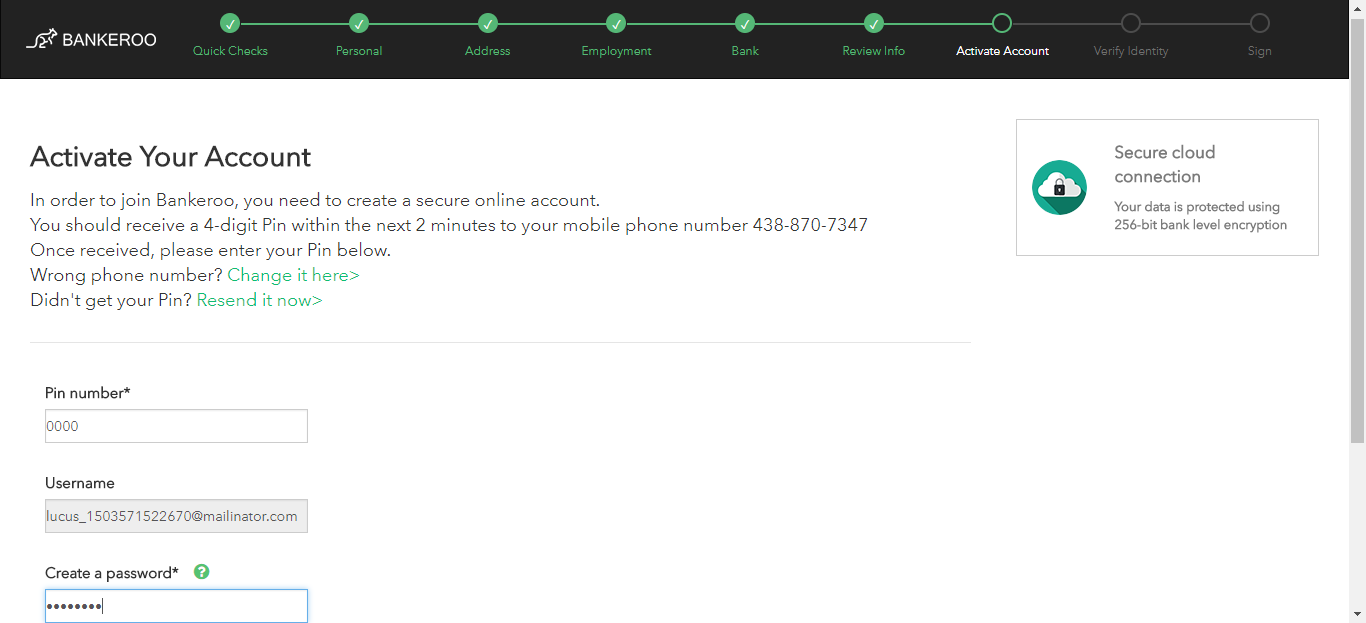 BANKEROO
Quick Checks
Personal
Address
Employment
Bank
Review Info
Activate Account
Verify Identity
Sign
Activate Your Account
In order to join Bankeroo, you need to create a secure online account.
You should receive a 4-digit Pin within the next 2 minutes to your mobile phone number 438-870-7347
Once received, please enter your Pin below.
Wrong phone number? Change it here>
Didn't get your Pin? Resend it now>
Secure cloud
connection
Your data is protected using
256-bit bank level encryption
Pin number*
0000
Username
lucus_1503571522670@mailinator.com
Create a password* ?
••••••••